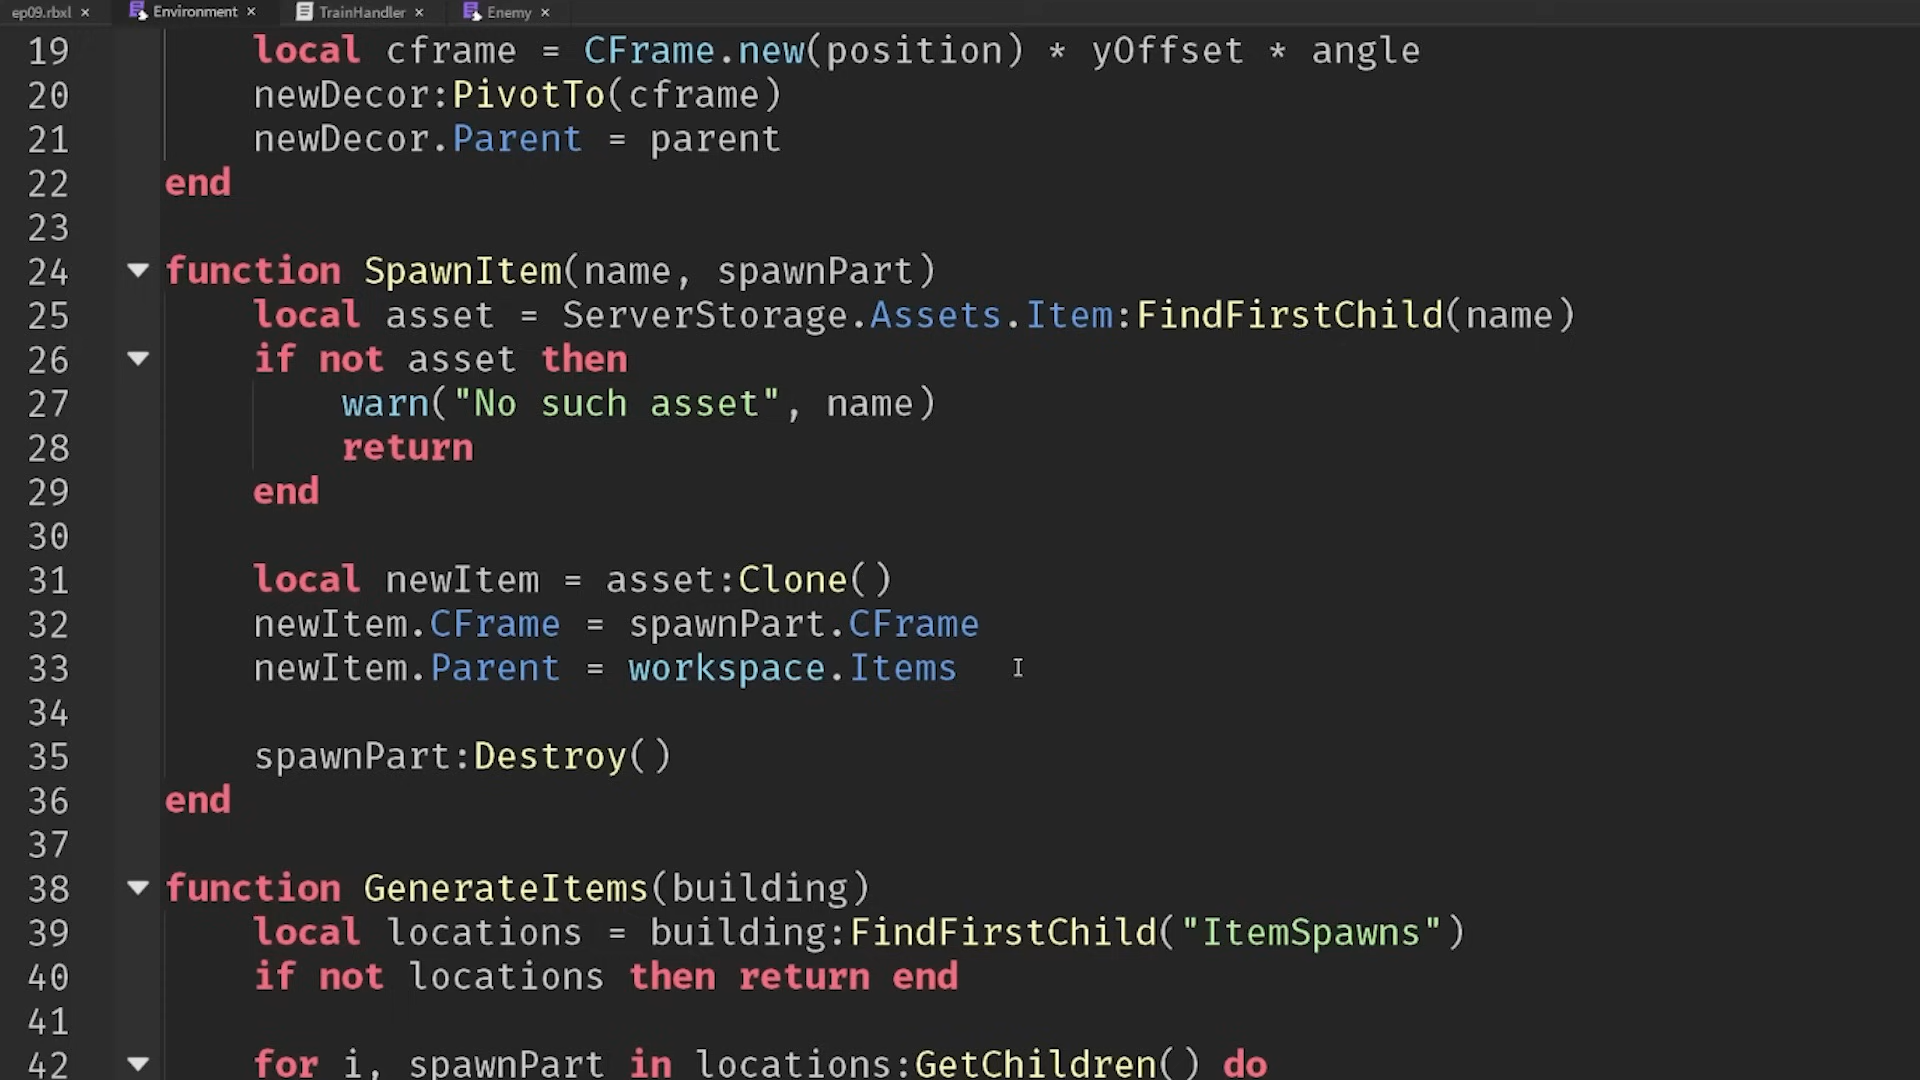 ep09.rbxl × Environment × TrainHandler × Enemy ×
19 local cframe = CFrame.new(position) * yOffset * angle
20 newDecor:PivotTo(cframe)
21 newDecor.Parent = parent
22 end
23
24 function SpawnItem(name, spawnPart)
25 local asset = ServerStorage.Assets.Item:FindFirstChild(name)
26 if not asset then
27 warn("No such asset", name)
28 return
29 end
30
31 local newItem = asset:Clone()
32 newItem.CFrame = spawnPart.CFrame
33 newItem.Parent = workspace.Items
34
35 spawnPart:Destroy()
36 end
37
38 function GenerateItems(building)
39 local locations = building:FindFirstChild("ItemSpawns")
40 if not locations then return end
41
42 for i, spawnPart in locations:GetChildren() do